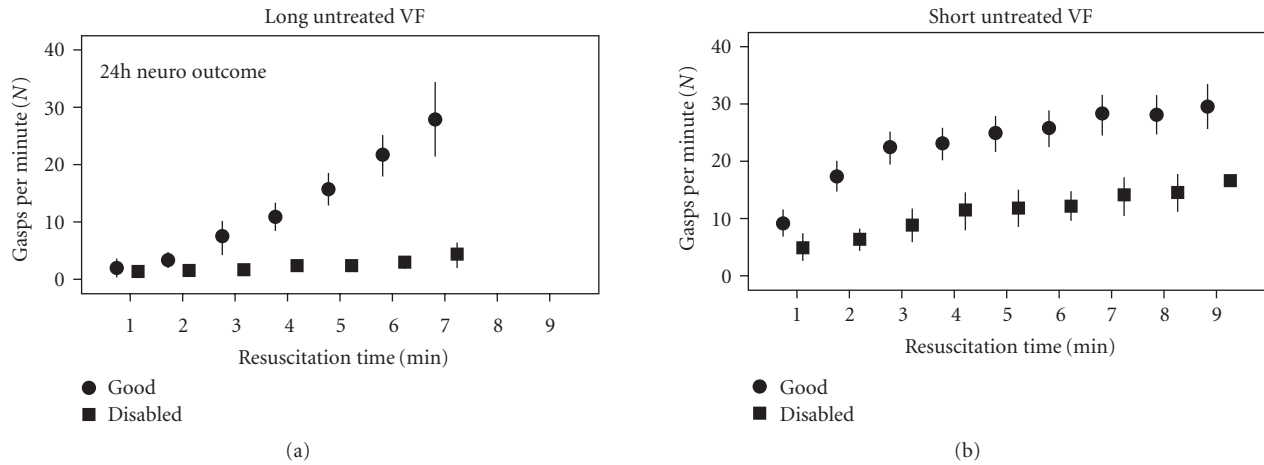 Long untreated VF
40
30
20
10
0
Gasps per minute (N)
24h neuro outcome
1 2 3 4 5 6 7 8 9
Resuscitation time (min)
Good
Disabled
(a)
Short untreated VF
40
30
20
10
0
Gasps per minute (N)
1 2 3 4 5 6 7 8 9
Resuscitation time (min)
Good
Disabled
(b)